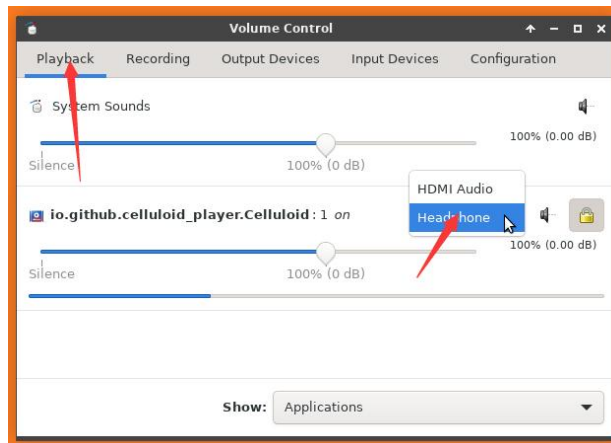 Volume Control
Playback Recording Output Devices Input Devices Configuration
System Sounds
100% (0.00 dB)
Silence 100% (0 dB)
HDMI Audio
Headphone
io.github.celluloid_player.Celluloid : 1 on
100% (0.00 dB)
Silence 100% (0 dB)
Show: Applications